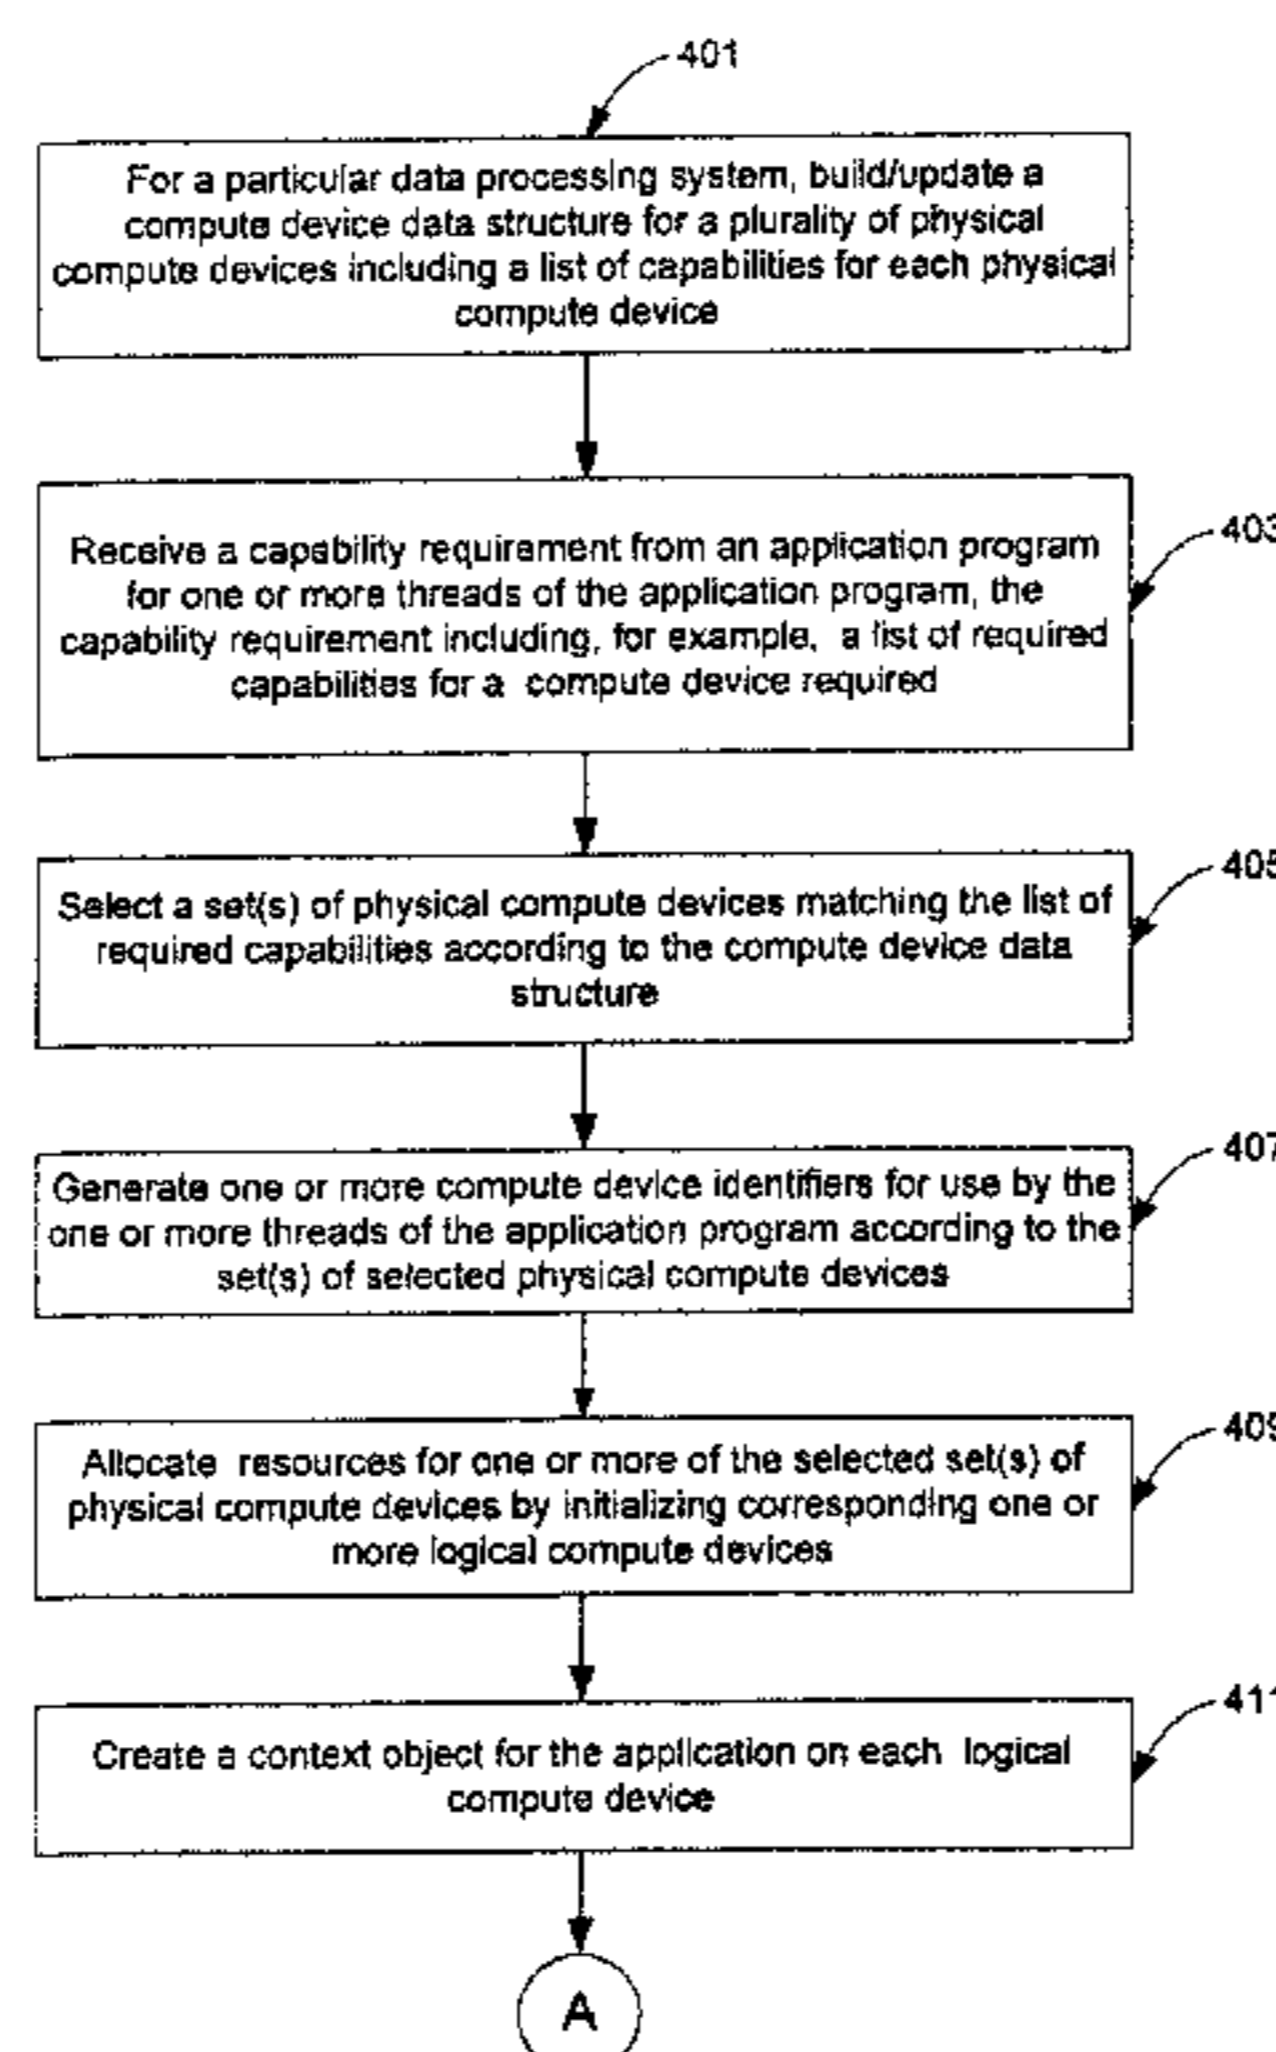 401
For a particular data processing system, build/update a
compute device data structure for a plurality of physical
compute devices including a list of capabilities for each physical
compute device
Receive a capability requirement from an application program
for one or more threads of the application program, the
capability requirement including, for example, a list of required
capabilities for a compute device required
403
Select a set(s) of physical compute devices matching the list of
required capabilities according to the compute device data
structure
405
Generate one or more compute device identifiers for use by the
one or more threads of the application program according to the
set(s) of selected physical compute devices
407
Allocate resources for one or more of the selected set(s) of
physical compute devices by initializing corresponding one or
more logical compute devices
409
Create a context object for the application on each logical
compute device
411
A